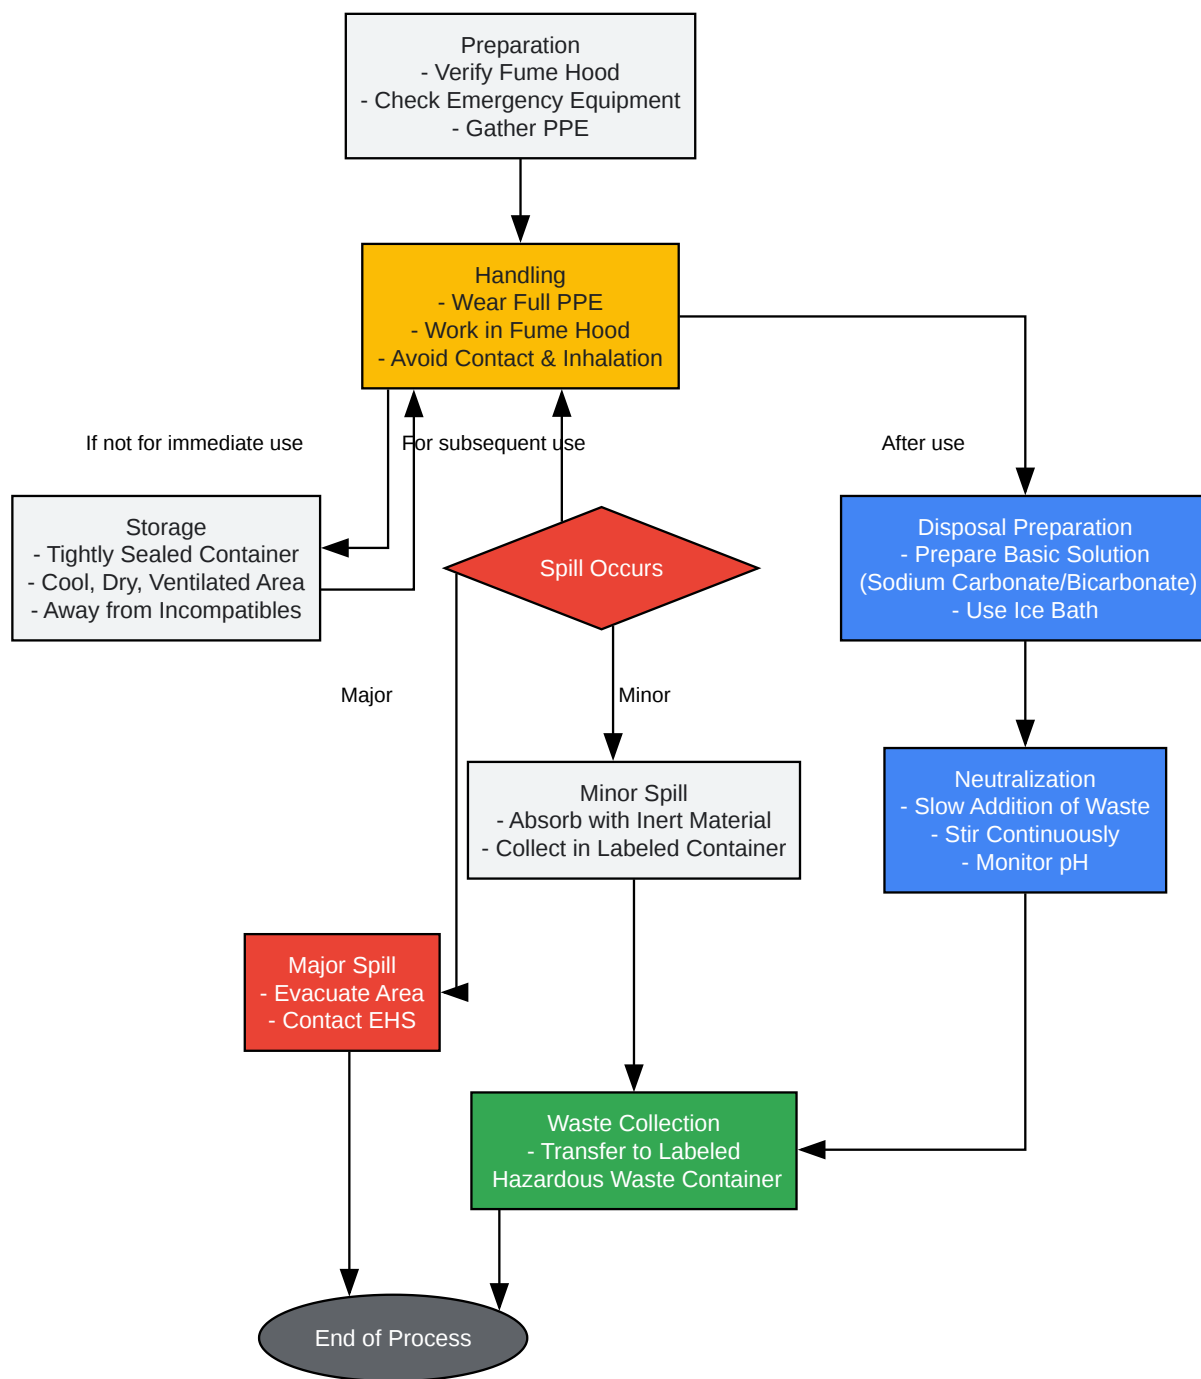 Preparation
- Verify Fume Hood
- Check Emergency Equipment
- Gather PPE
Handling
- Wear Full PPE
- Work in Fume Hood
- Avoid Contact & Inhalation
If not for immediate use
For subsequent use
After use
Storage
- Tightly Sealed Container
- Cool, Dry, Ventilated Area
- Away from Incompatibles
Spill Occurs
Disposal Preparation
- Prepare Basic Solution
(Sodium Carbonate/Bicarbonate)
- Use Ice Bath
Major
Minor
Minor Spill
- Absorb with Inert Material
- Collect in Labeled Container
Neutralization
- Slow Addition of Waste
- Stir Continuously
- Monitor pH
Major Spill
- Evacuate Area
- Contact EHS
Waste Collection
- Transfer to Labeled
Hazardous Waste Container
End of Process